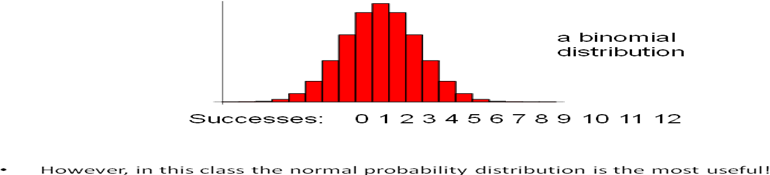 a binomial
distribution
Successes: 0 1 2 3 4 5 6 7 8 9 10 11 12
• However, in this class the normal probability distribution is the most useful!